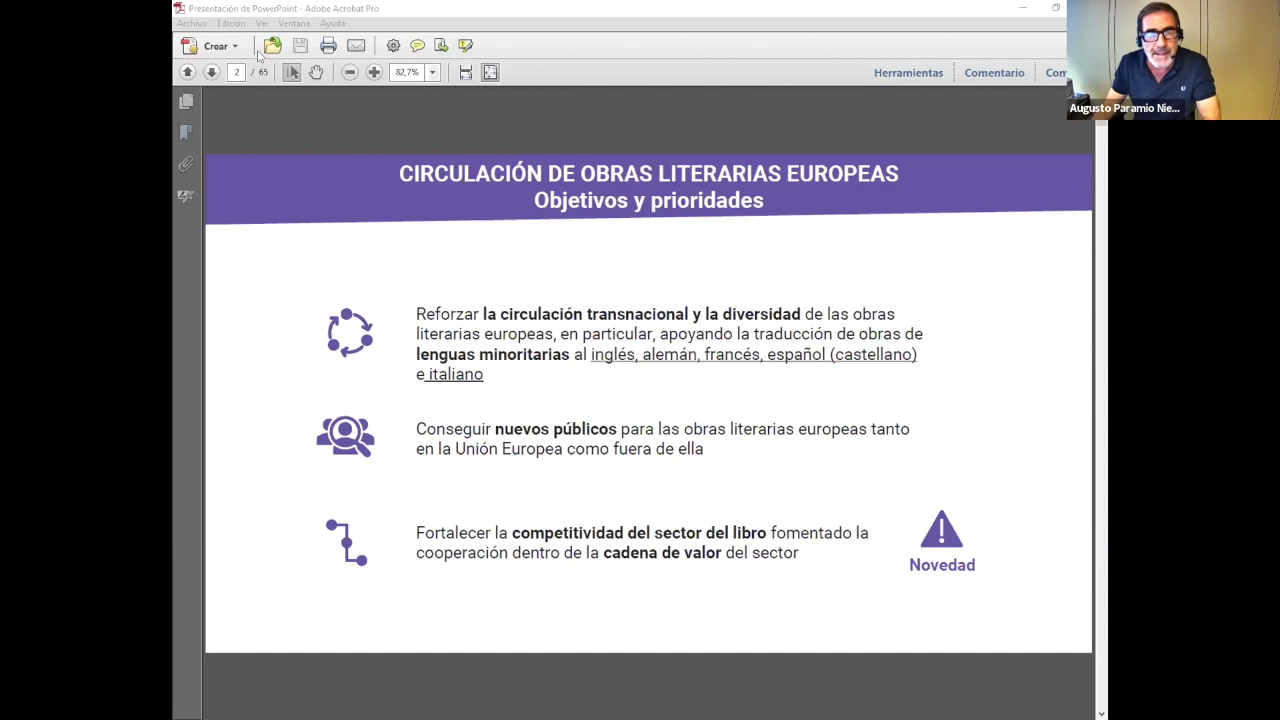 Presentación de PowerPoint - Adobe Acrobat Pro
Archivo Edición Ver Ventana Ayuda
Crear
2 / 65 82,7% Herramientas Comentario Com
Augusto Paramio Nie...
CIRCULACIÓN DE OBRAS LITERARIAS EUROPEAS
Objetivos y prioridades
Reforzar la circulación transnacional y la diversidad de las obras
literarias europeas, en particular, apoyando la traducción de obras de
lenguas minoritarias al inglés, alemán, francés, español (castellano)
e italiano
Conseguir nuevos públicos para las obras literarias europeas tanto
en la Unión Europea como fuera de ella
Fortalecer la competitividad del sector del libro fomentado la
cooperación dentro de la cadena de valor del sector
Novedad